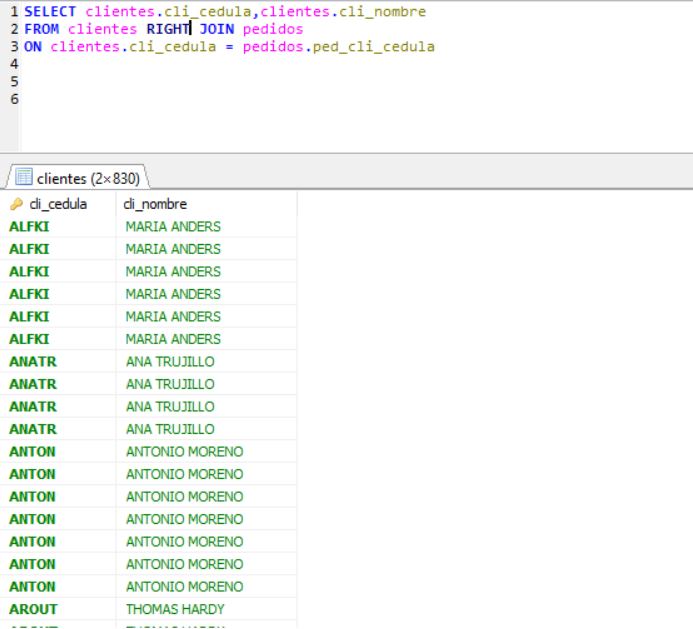 1 SELECT clientes.cli_cedula,clientes.cli_nombre
2 FROM clientes RIGHT JOIN pedidos
3 ON clientes.cli_cedula = pedidos.ped_cli_cedula
4
5
6
clientes (2×830)
cli_cedula cli_nombre
ALFKI MARIA ANDERS
ALFKI MARIA ANDERS
ALFKI MARIA ANDERS
ALFKI MARIA ANDERS
ALFKI MARIA ANDERS
ALFKI MARIA ANDERS
ANATR ANA TRUJILLO
ANATR ANA TRUJILLO
ANATR ANA TRUJILLO
ANATR ANA TRUJILLO
ANTON ANTONIO MORENO
ANTON ANTONIO MORENO
ANTON ANTONIO MORENO
ANTON ANTONIO MORENO
ANTON ANTONIO MORENO
ANTON ANTONIO MORENO
ANTON ANTONIO MORENO
AROUT THOMAS HARDY